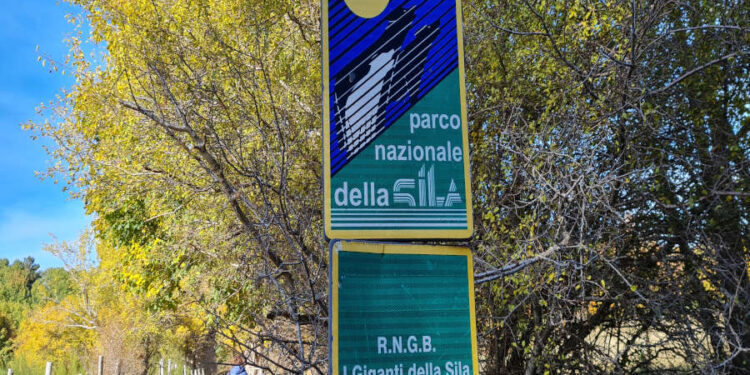 parco
nazionale
della SILA
R.N.G.B.
I Giganti della Sila